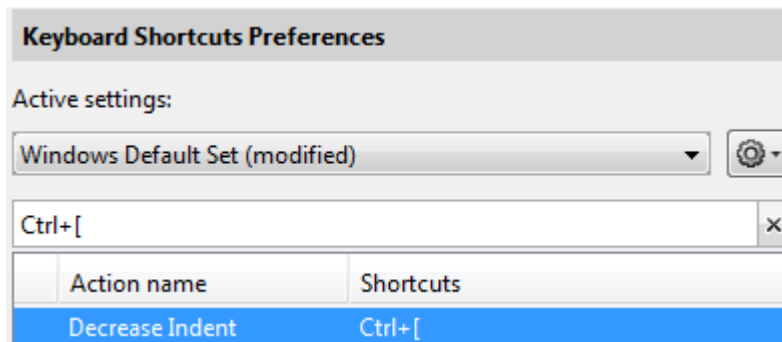 Keyboard Shortcuts Preferences
Active settings:
Windows Default Set (modified)
Ctrl+[
Action name Shortcuts
Decrease Indent Ctrl+[